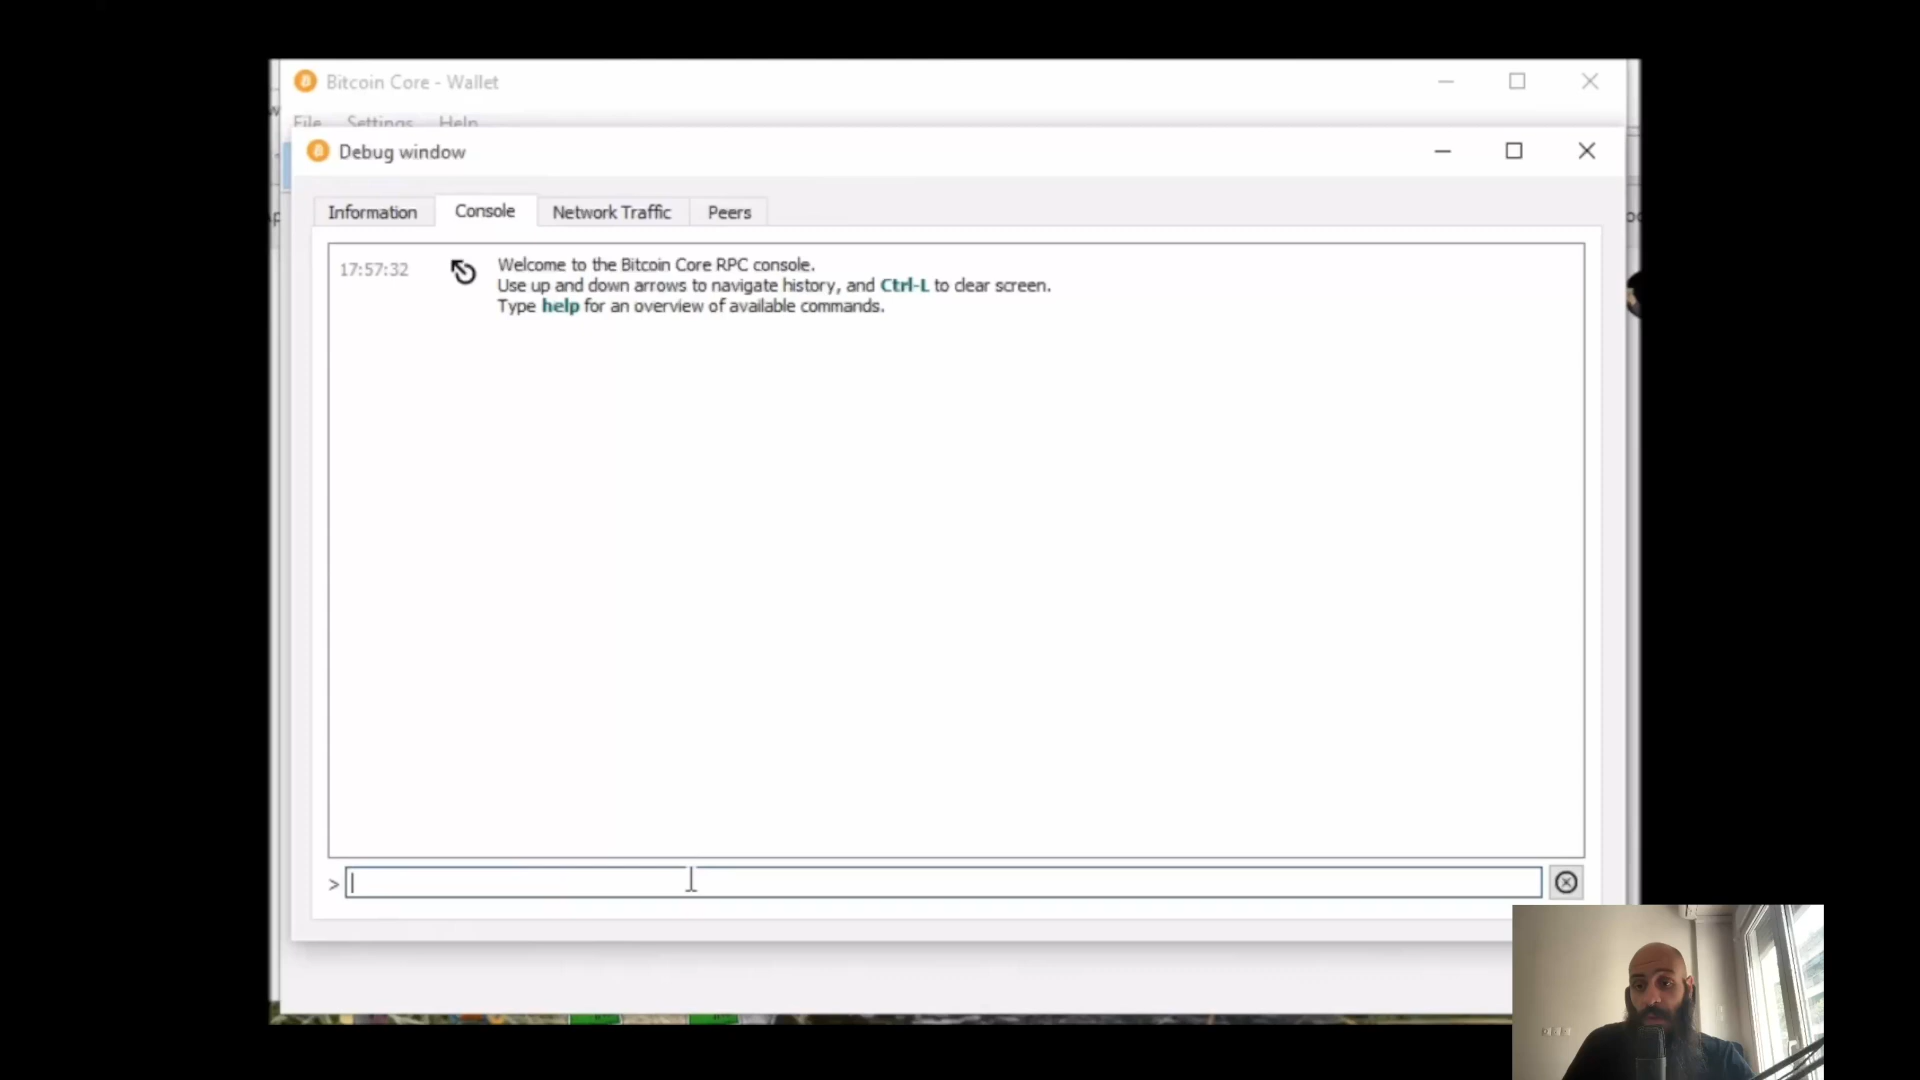 Bitcoin Core - Wallet
File Settings Help
Debug window
Information Console Network Traffic Peers
17:57:32
Welcome to the Bitcoin Core RPC console.
Use up and down arrows to navigate history, and Ctrl-L to clear screen.
Type help for an overview of available commands.
>